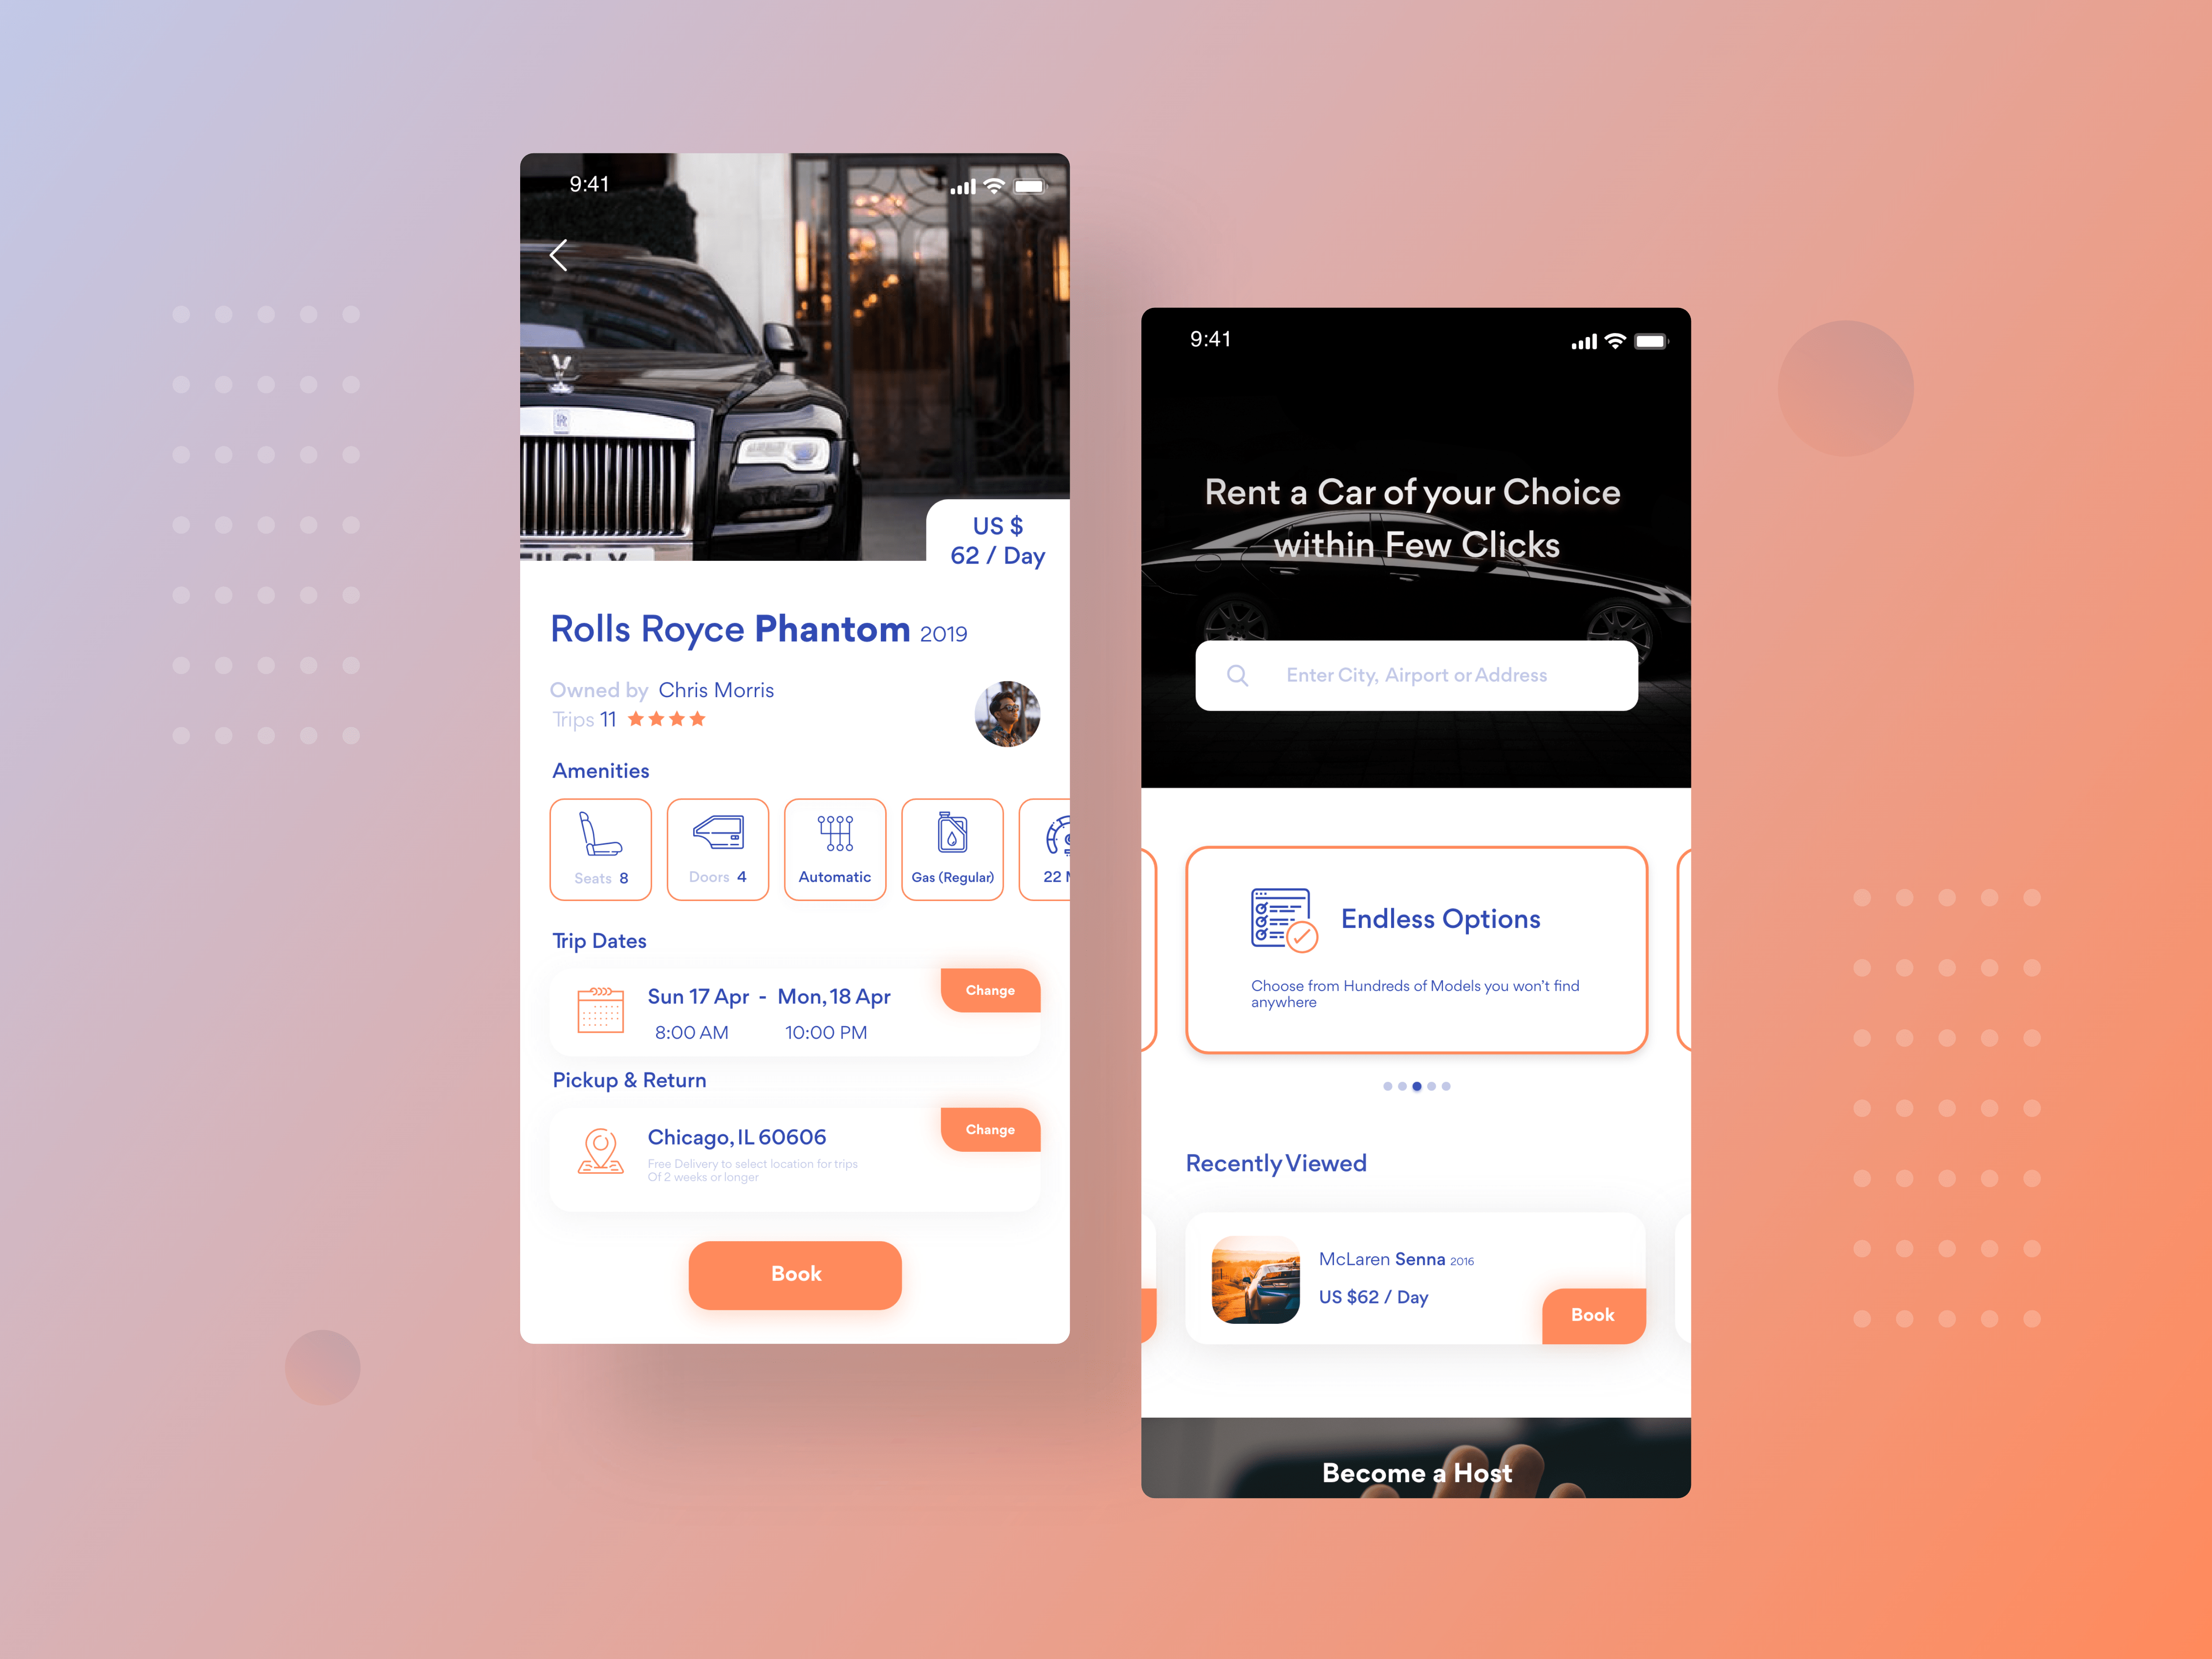 9:41
US $
62 / Day
Rolls Royce Phantom 2019
Owned by Chris Morris
Trips 11
Amenities
Seats 8
Doors 4
Automatic
Gas (Regular)
22
Trip Dates
Sun 17 Apr - Mon, 18 Apr
Change
8:00 AM 10:00 PM
Pickup & Return
Chicago, IL 60606
Change
Free Delivery to select location for trips
Of 2 weeks or longer
Book
9:41
Rent a Car of your Choice
within Few Clicks
Enter City, Airport or Address
Endless Options
Choose from Hundreds of Models you won't find
anywhere
Recently Viewed
McLaren Senna 2016
US $62 / Day
Book
Become a Host